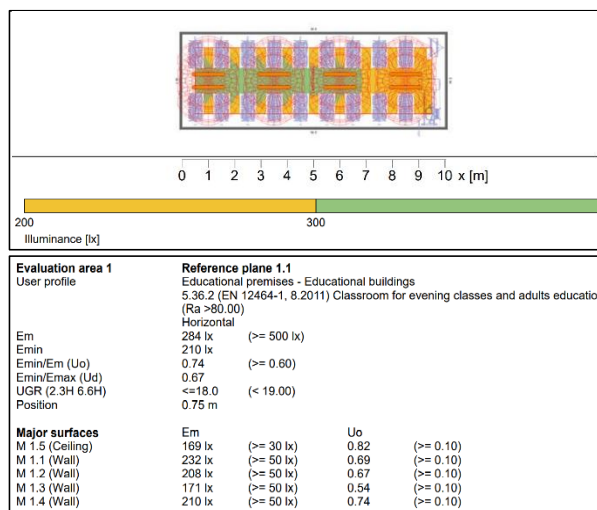 0 1 2 3 4 5 6 7 8 9 10 x [m]
200 300
Illuminance [lx]
Evaluation area 1 Reference plane 1.1
User profile Educational premises - Educational buildings
5.36.2 (EN 12464-1, 8.2011) Classroom for evening classes and adults educatio
(Ra >80.00)
Horizontal
Em 284 lx (>= 500 lx)
Emin 210 lx
Emin/Em (Uo) 0.74 (>= 0.60)
Emin/Emax (Ud) 0.67
UGR (2.3H 6.6H) <=18.0 (< 19.00)
Position 0.75 m
Major surfaces Em Uo
M 1.5 (Ceiling) 169 lx (>= 30 lx) 0.82 (>= 0.10)
M 1.1 (Wall) 232 lx (>= 50 lx) 0.69 (>= 0.10)
M 1.2 (Wall) 208 lx (>= 50 lx) 0.67 (>= 0.10)
M 1.3 (Wall) 171 lx (>= 50 lx) 0.54 (>= 0.10)
M 1.4 (Wall) 210 lx (>= 50 lx) 0.74 (>= 0.10)